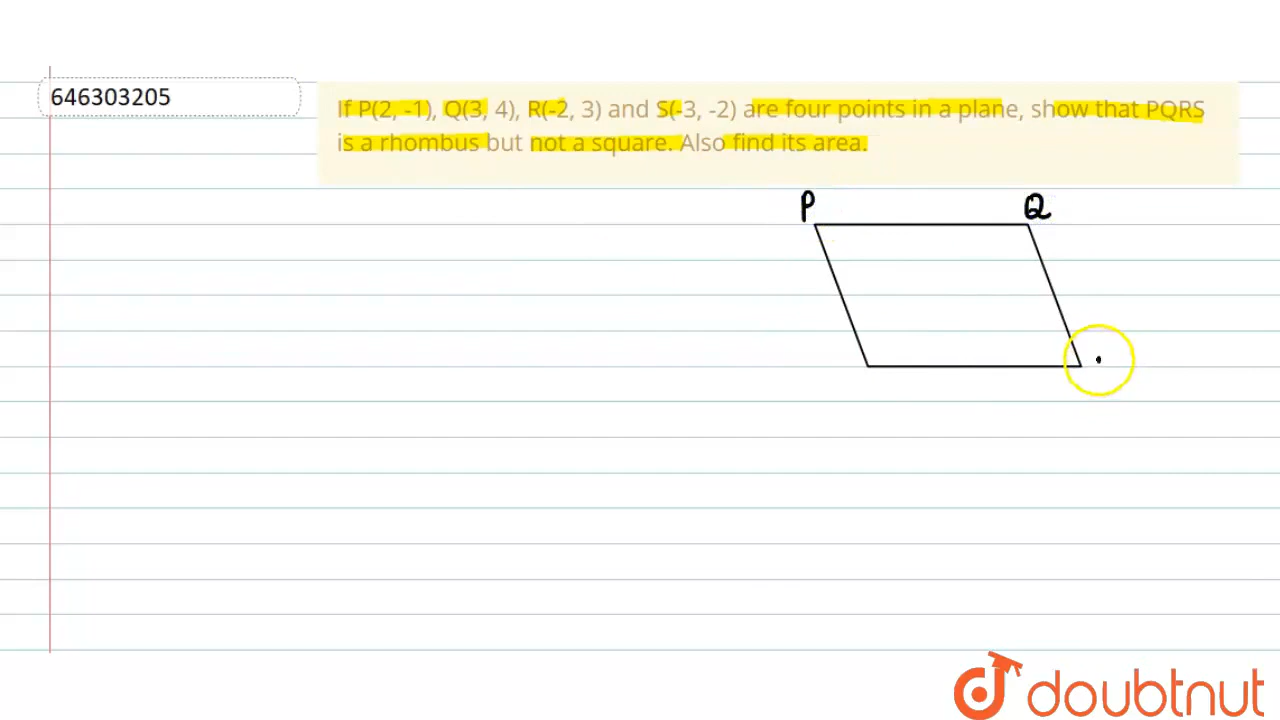 646303205
If P(2, -1), Q(3, 4), R(-2, 3) and S(-3, -2) are four points in a plane, show that PQRS
is a rhombus but not a square. Also find its area.
P Q
doubtnut